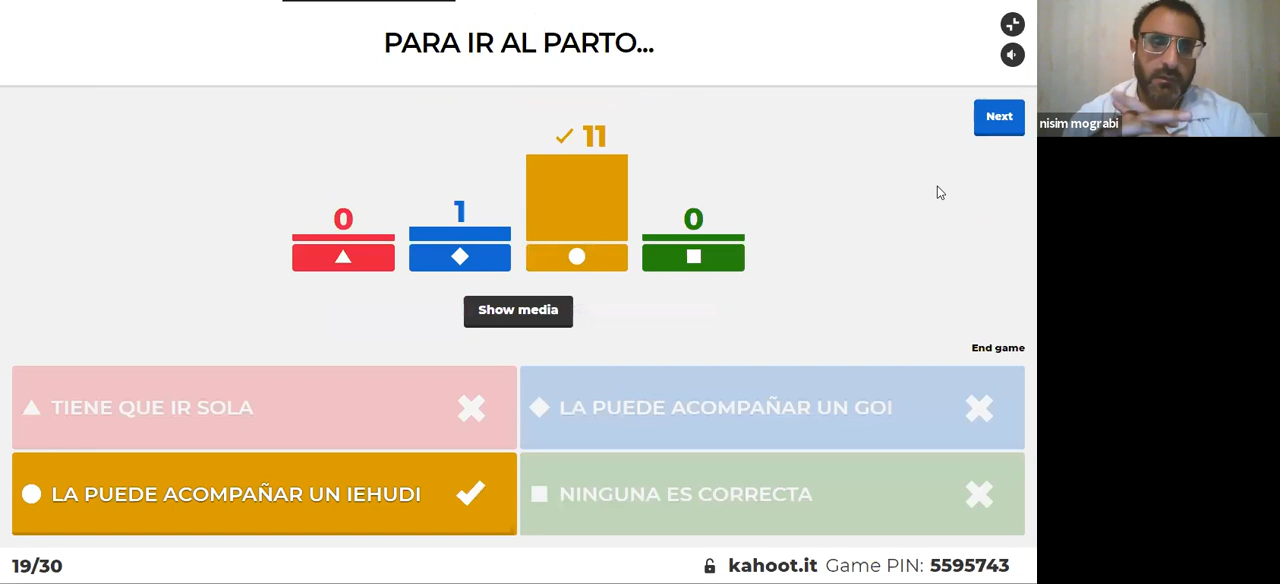 PARA IR AL PARTO...
Next
nisim mograbi
0
1
11
0
Show media
End game
TIENE QUE IR SOLA
LA PUEDE ACOMPAÑAR UN GOI
LA PUEDE ACOMPAÑAR UN IEHUDI
NINGUNA ES CORRECTA
19/30
kahoot.it Game PIN: 5595743